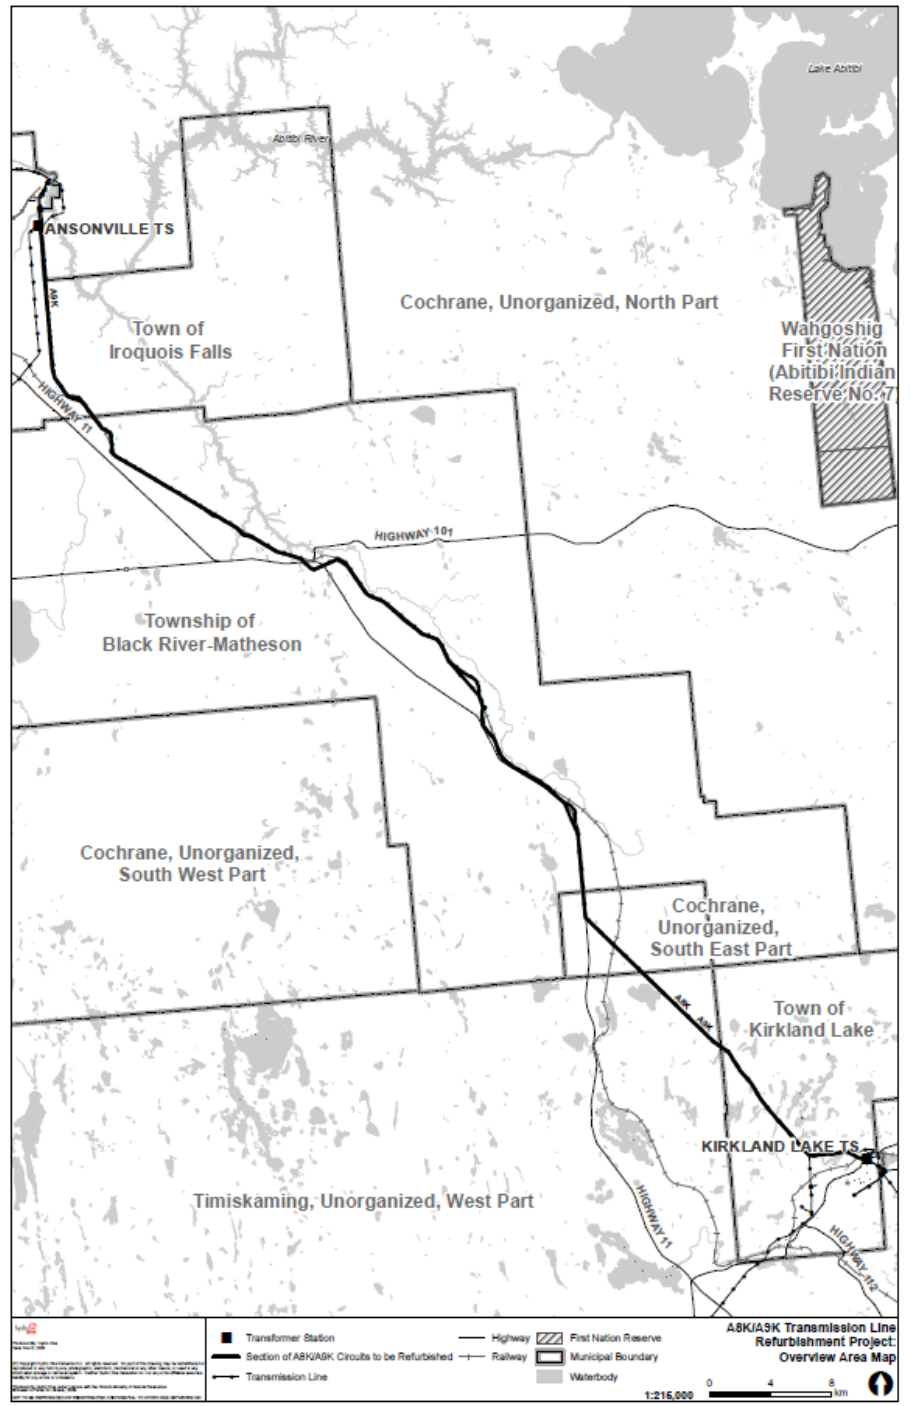 Lake Abitibi
Abitibi River
ANSONVILLE TS
A9K
Cochrane, Unorganized, North Part
Town of
Iroquois Falls
Wahgoshig
First Nation
(Abitibi Indian
Reserve No. 7)
HIGHWAY 11
HIGHWAY 101
Township of
Black River-Matheson
Cochrane, Unorganized,
South West Part
Cochrane,
Unorganized,
South East Part
A8K A9K
Town of
Kirkland Lake
KIRKLAND LAKE TS
Timiskaming, Unorganized, West Part
HIGHWAY 11
HIGHWAY 112
Transformer Station
Section of A8K/A9K Circuits to be Refurbished
Transmission Line
Highway
Railway
First Nation Reserve
Municipal Boundary
Waterbody
A8K/A9K Transmission Line
Refurbishment Project:
Overview Area Map
1:215,000
0 4 8
km